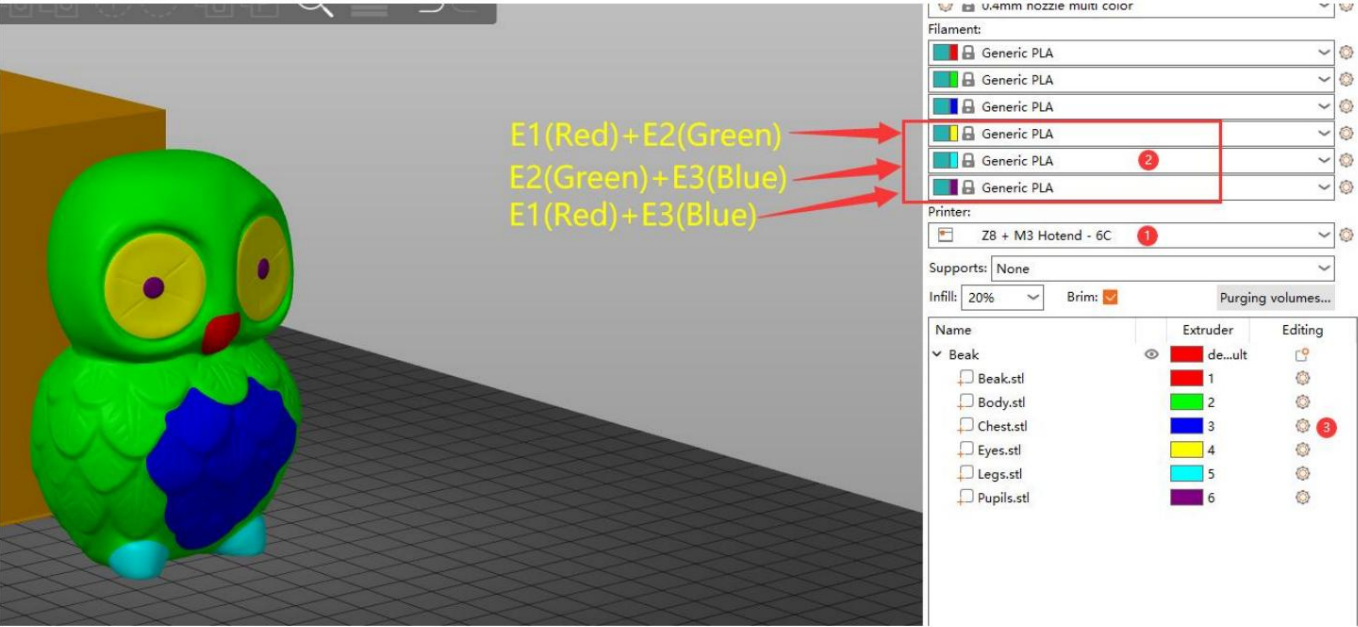 0.4mm nozzle multi color
Filament:
Generic PLA
Generic PLA
Generic PLA
E1(Red)+E2(Green)
Generic PLA
E2(Green)+E3(Blue)
Generic PLA
2
E1(Red)+E3(Blue)
Generic PLA
Printer:
Z8 + M3 Hotend - 6C
1
Supports: None
Infill: 20% Brim: Purging volumes...
Name Extruder Editing
Beak de...ult
Beak.stl 1
Body.stl 2
Chest.stl 3
3
Eyes.stl 4
Legs.stl 5
Pupils.stl 6